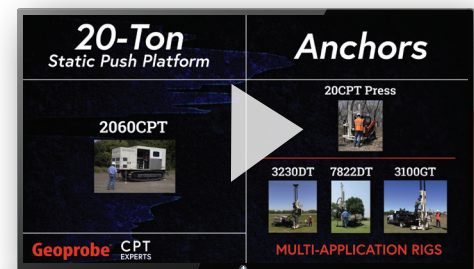 20-Ton
Static Push Platform
2060CPT
Anchors
20CPT Press
3230DT 7822DT 3100GT
MULTI-APPLICATION RIGS
Geoprobe CPT
EXPERTS